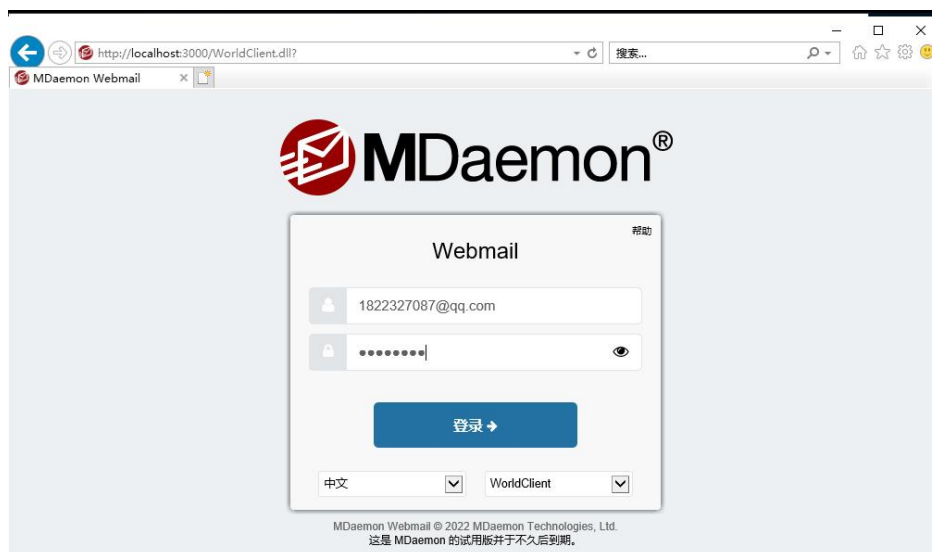 http://localhost:3000/WorldClient.dll?
搜索...
MDaemon Webmail
MDaemon®
帮助
Webmail
1822327087@qq.com
登录
中文
WorldClient
MDaemon Webmail © 2022 MDaemon Technologies, Ltd.
这是 MDaemon 的试用版并于不久后到期。